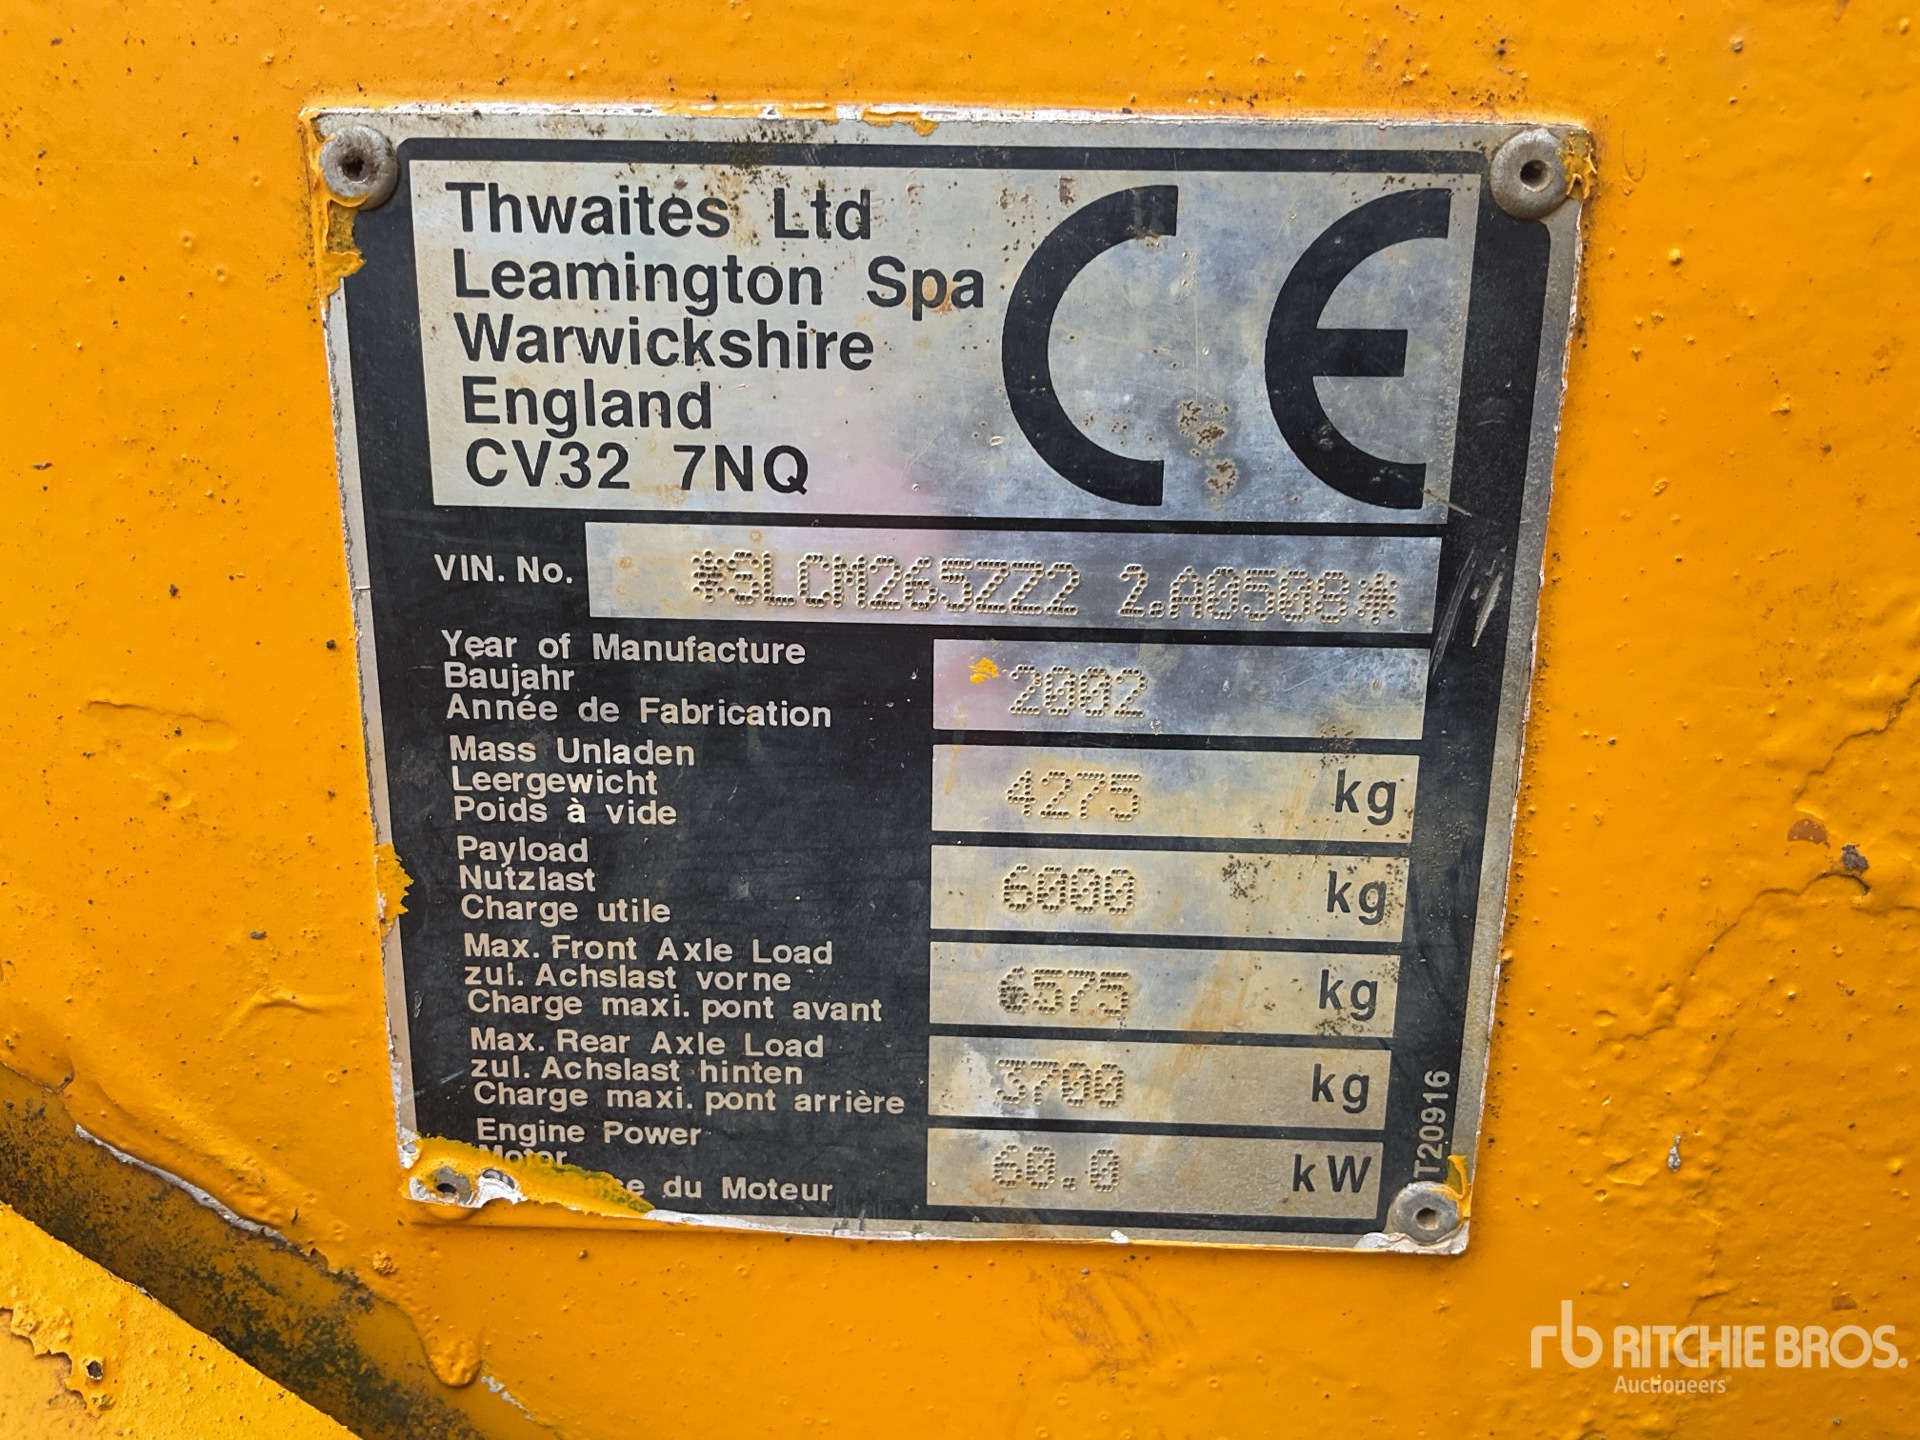 Thwaites Ltd
Leamington Spa
Warwickshire
England
CV32 7NQ
CE
VIN. No. *SLCM265ZZ2 2.A0508*
Year of Manufacture
Baujahr
Année de Fabrication
2002
Mass Unladen
Leergewicht
Poids à vide
4275 kg
Payload
Nutzlast
Charge utile
6000 kg
Max. Front Axle Load
zul. Achslast vorne
Charge maxi. pont avant
6575 kg
Max. Rear Axle Load
zul. Achslast hinten
Charge maxi. pont arrière
3700 kg
Engine Power
Motor
du Moteur
60.0 kW
T20916
rb RITCHIE BROS.
Auctioneers